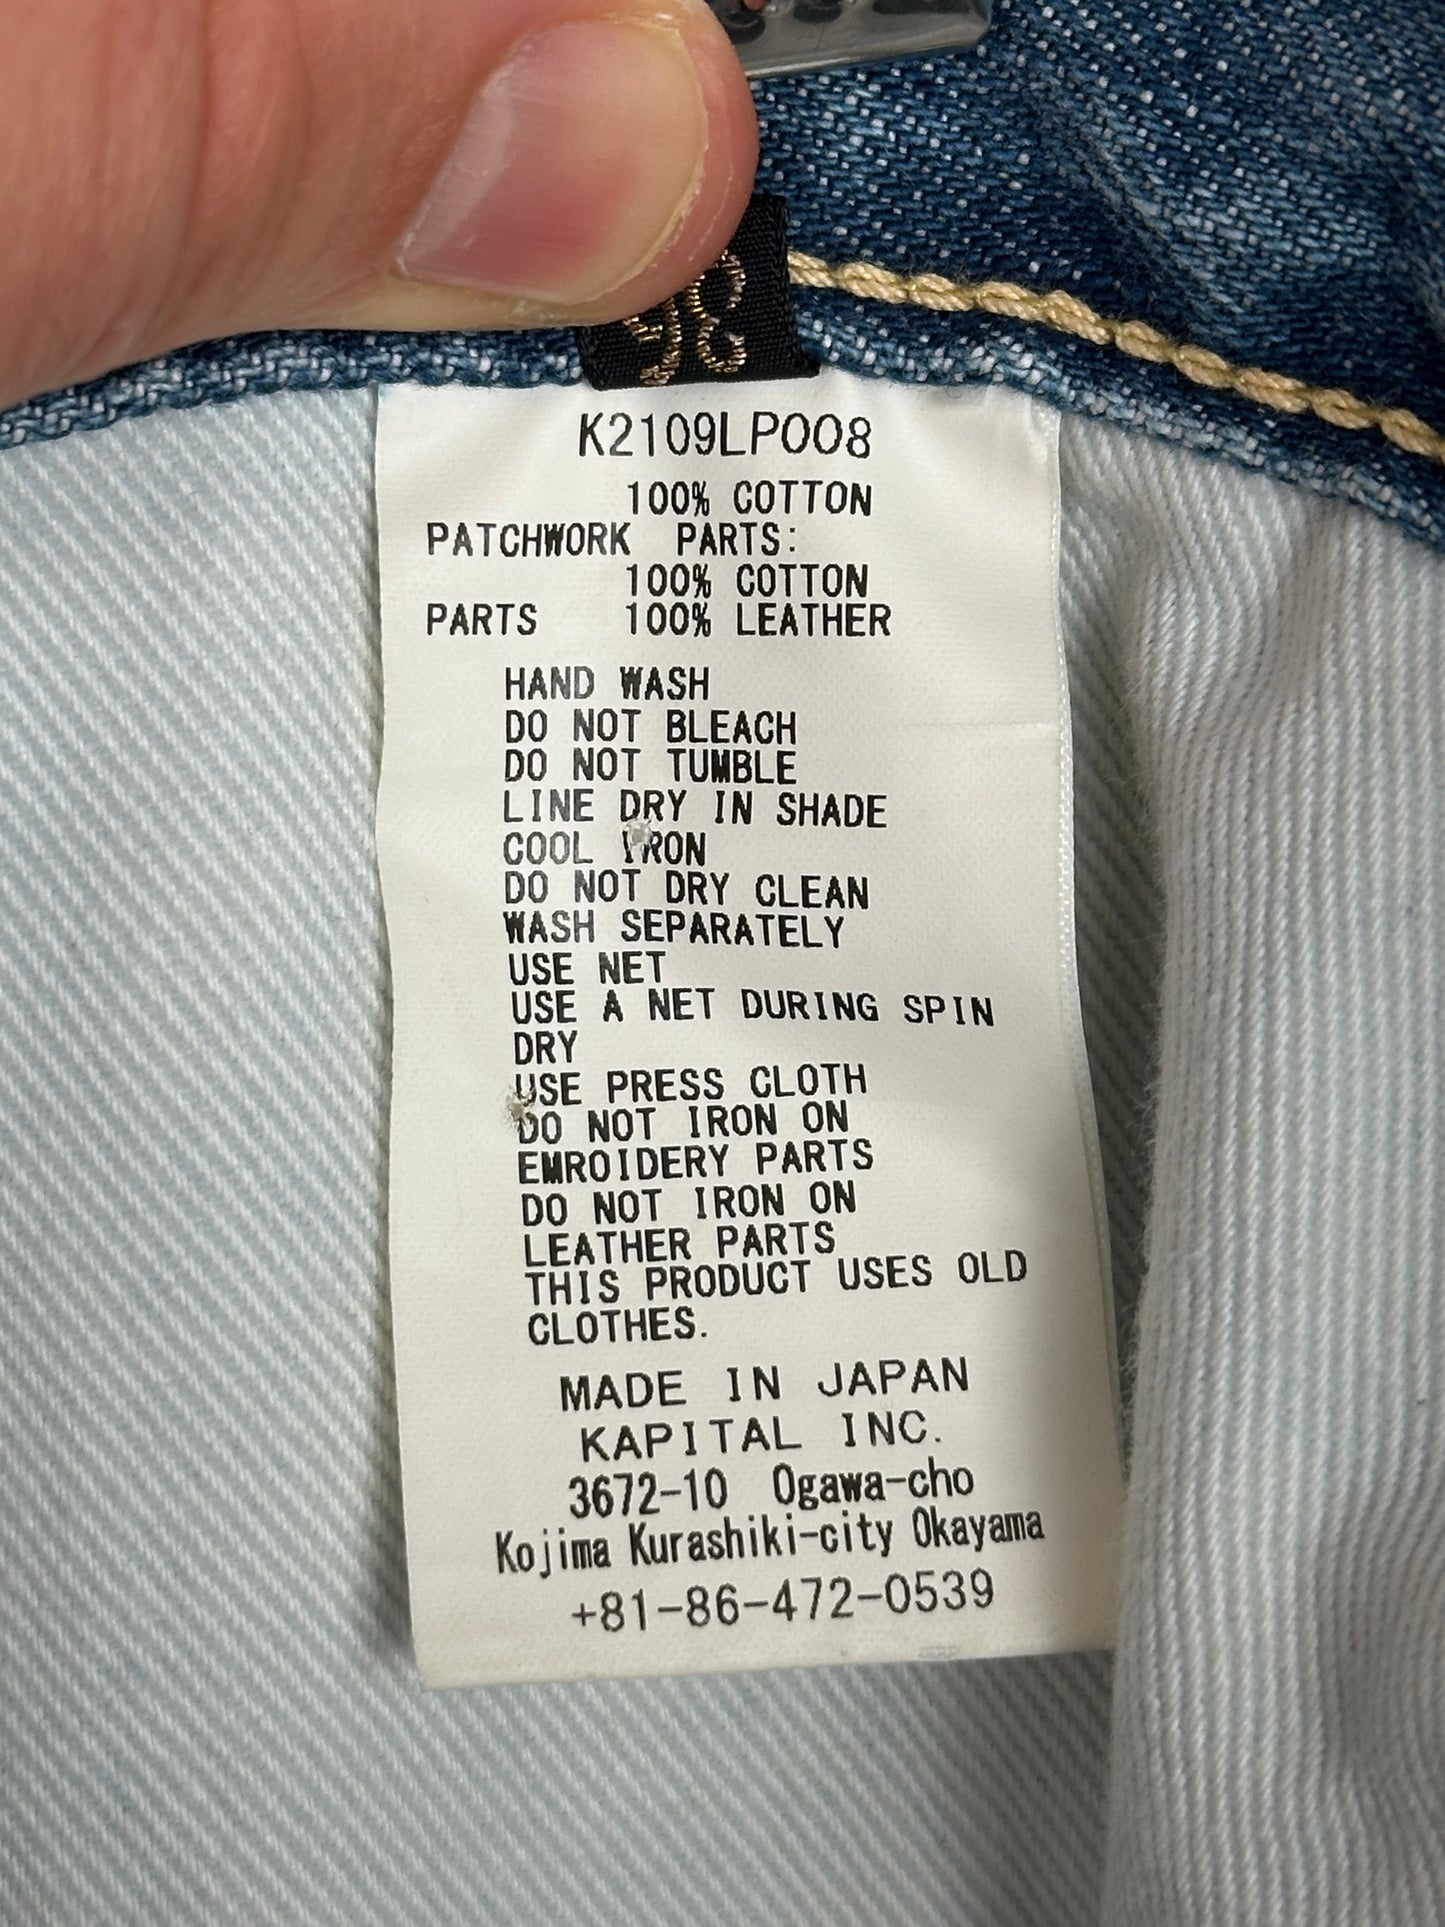 36
K2109LP008
100% COTTON
PATCHWORK PARTS:
100% COTTON
PARTS 100% LEATHER
HAND WASH
DO NOT BLEACH
DO NOT TUMBLE
LINE DRY IN SHADE
COOL IRON
DO NOT DRY CLEAN
WASH SEPARATELY
USE NET
USE A NET DURING SPIN
DRY
USE PRESS CLOTH
DO NOT IRON ON
EMROIDERY PARTS
DO NOT IRON ON
LEATHER PARTS
THIS PRODUCT USES OLD
CLOTHES.
MADE IN JAPAN
KAPITAL INC.
3672-10 Ogawa-cho
Kojima Kurashiki-city Okayama
+81-86-472-0539